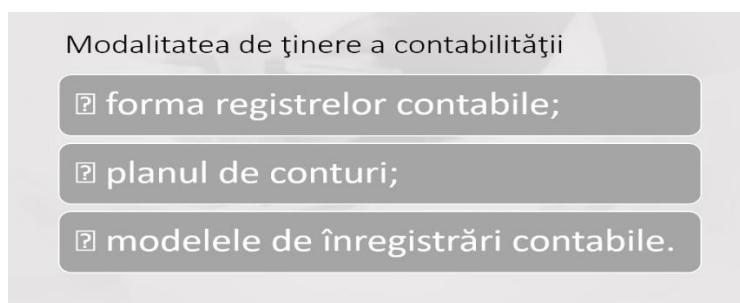 Modalitatea de ţinere a contabilităţii
⍰ forma registrelor contabile;
⍰ planul de conturi;
⍰ modelele de înregistrări contabile.